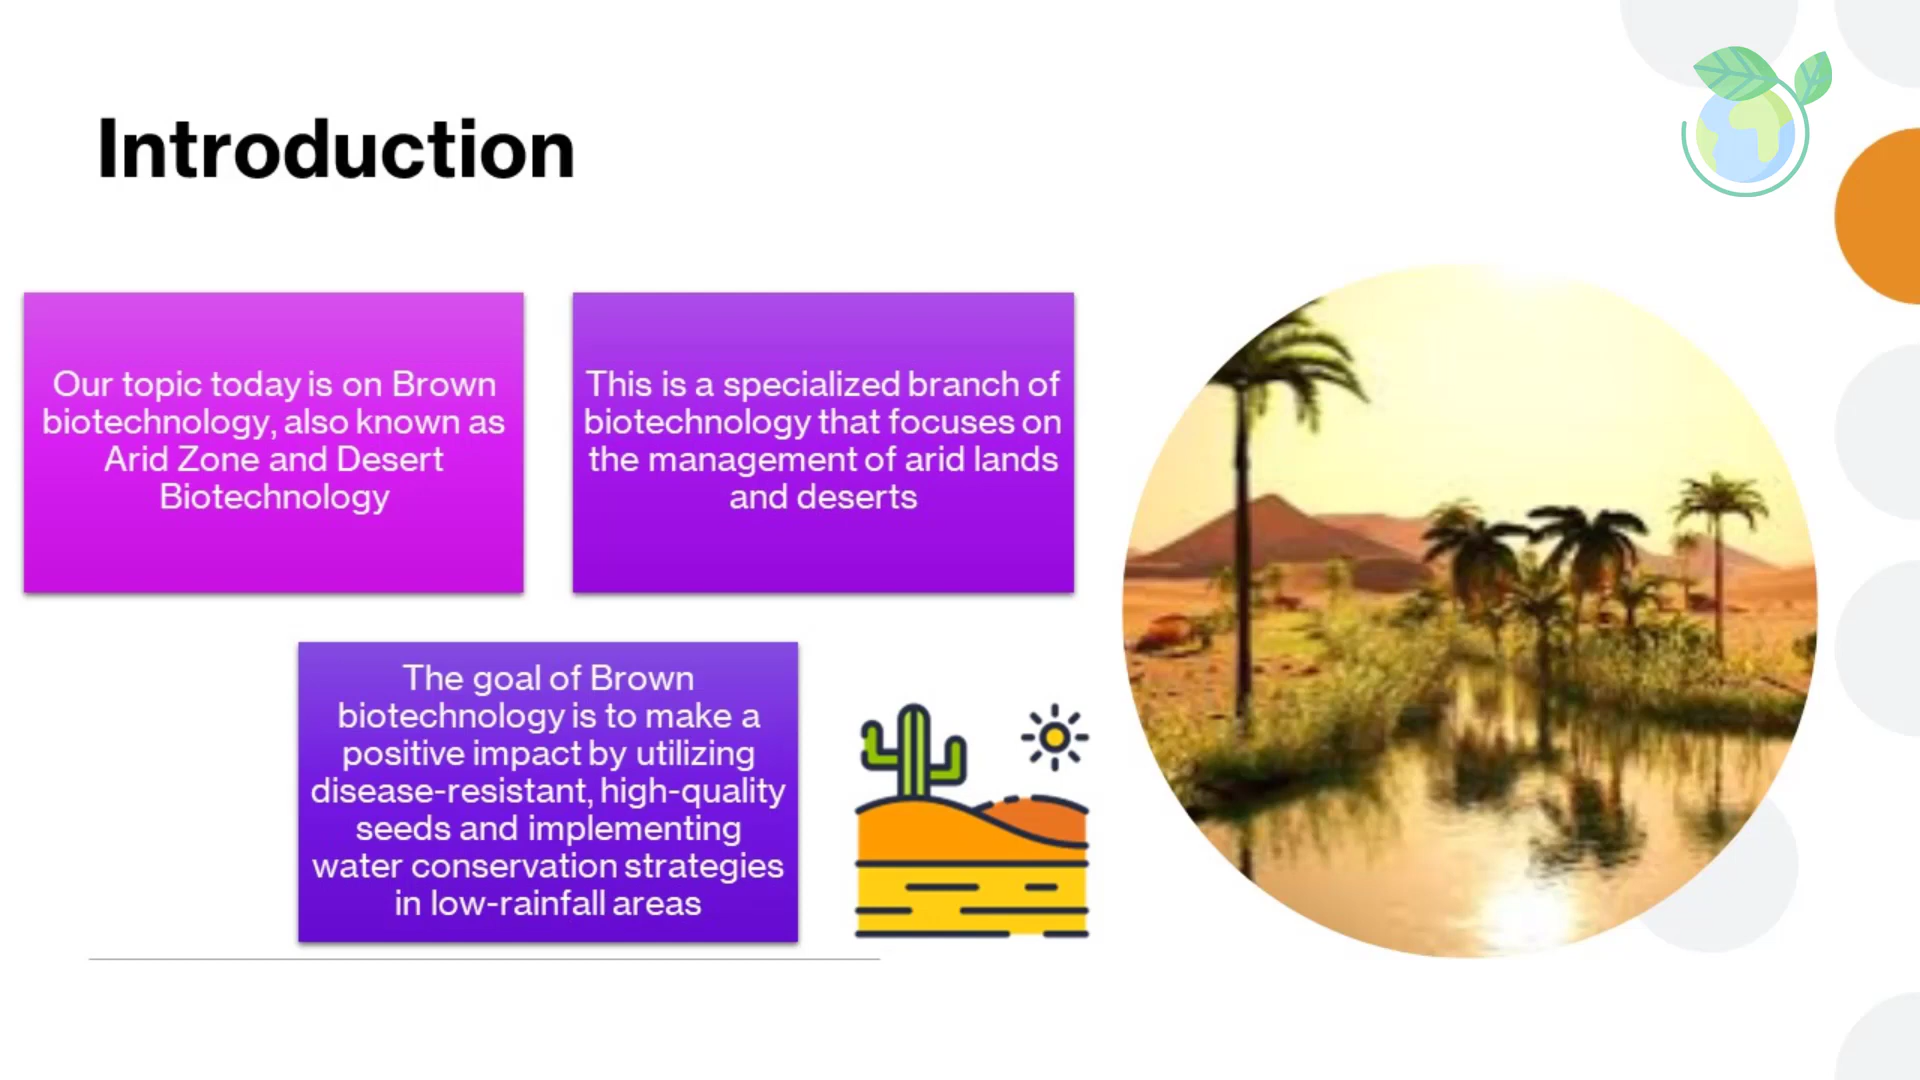 Introduction
Our topic today is on Brown
biotechnology, also known as
Arid Zone and Desert
Biotechnology
This is a specialized branch of
biotechnology that focuses on
the management of arid lands
and deserts
The goal of Brown
biotechnology is to make a
positive impact by utilizing
disease-resistant, high-quality
seeds and implementing
water conservation strategies
in low-rainfall areas